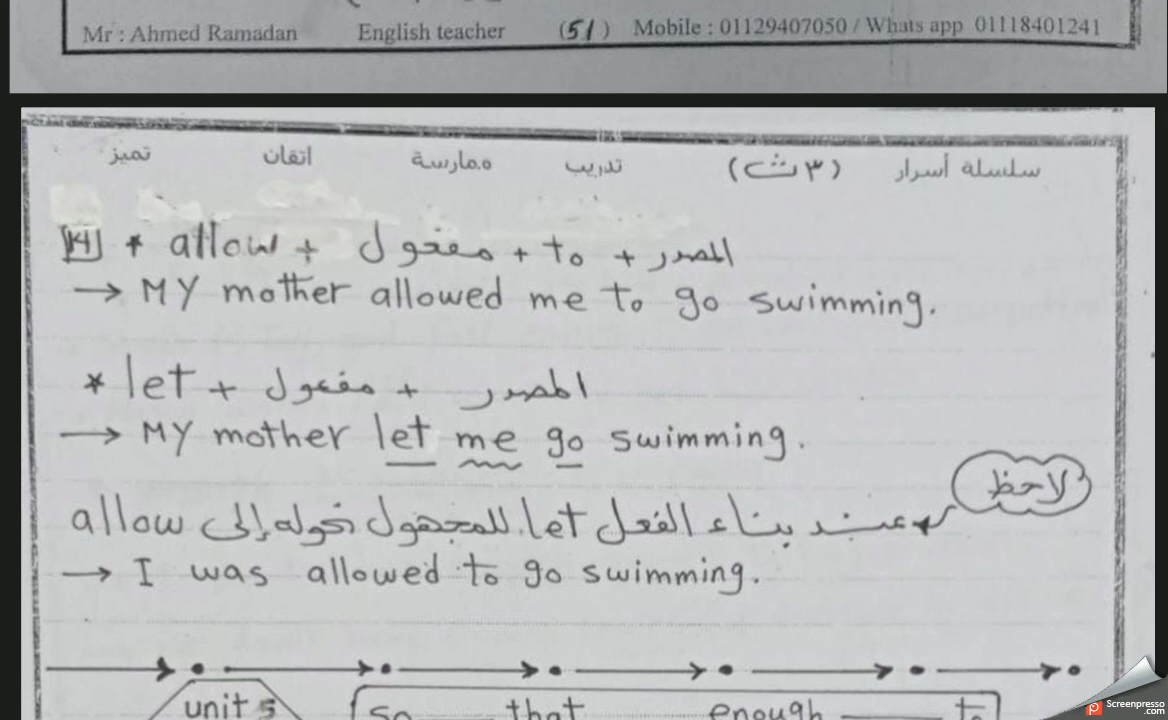 Mr : Ahmed Ramadan English teacher (51) Mobile : 01129407050 / Whats app 01118401241
سلسلة أسرار (٣ث) تدريب ممارسة اتقان تميز
[14] * allow + مفعول + to + المصدر
→ MY mother allowed me to go swimming.
* let + مفعول + المصدر
→ MY mother let me go swimming.
لاحظ
عند بناء الفعل let للمجهول نحوله إلى allow
→ I was allowed to go swimming.
unit 5 so that enough to
Screenpresso
.com